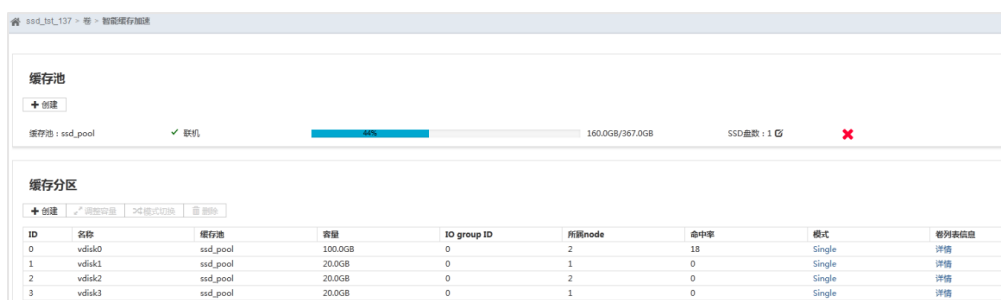 ssd_tst_137 > 卷 > 智能缓存加速
缓存池
+ 创建
缓存池：ssd_pool ✓ 联机 44% 160.0GB/367.0GB SSD盘数：1
缓存分区
+ 创建 调整容量 模式切换 删除
ID 名称 缓存池 容量 IO group ID 所属node 命中率 模式 卷列表信息
0 vdisk0 ssd_pool 100.0GB 0 2 18 Single 详情
1 vdisk1 ssd_pool 20.0GB 0 1 0 Single 详情
2 vdisk2 ssd_pool 20.0GB 0 2 0 Single 详情
3 vdisk3 ssd_pool 20.0GB 0 1 0 Single 详情